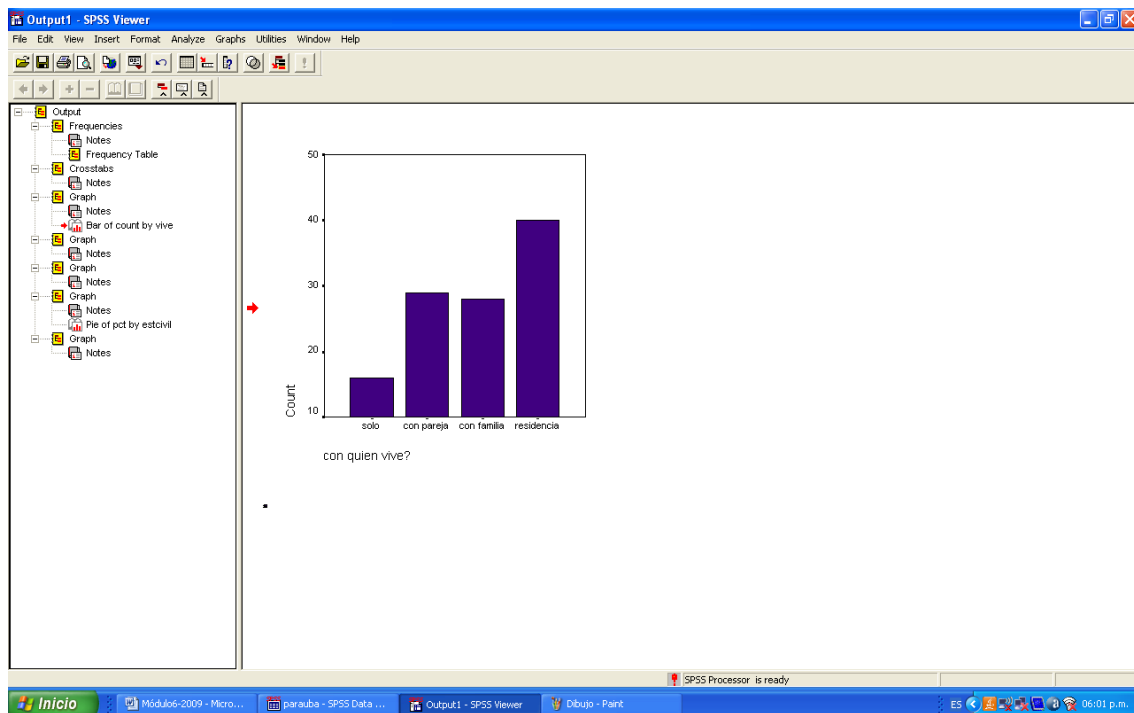 Output1 - SPSS Viewer
File Edit View Insert Format Analyze Graphs Utilities Window Help
Output
Frequencies
Notes
Frequency Table
Crosstabs
Notes
Graph
Notes
Bar of count by vive
Graph
Notes
Graph
Notes
Graph
Notes
Pie of pct by estcivil
Graph
Notes
50
40
30
20
10
Count
solo con pareja con familia residencia
con quien vive?
SPSS Processor is ready
Inicio Módulo6-2009 - Micro... parauba - SPSS Data ... Output1 - SPSS Viewer Dibujo - Paint ES 06:01 p.m.